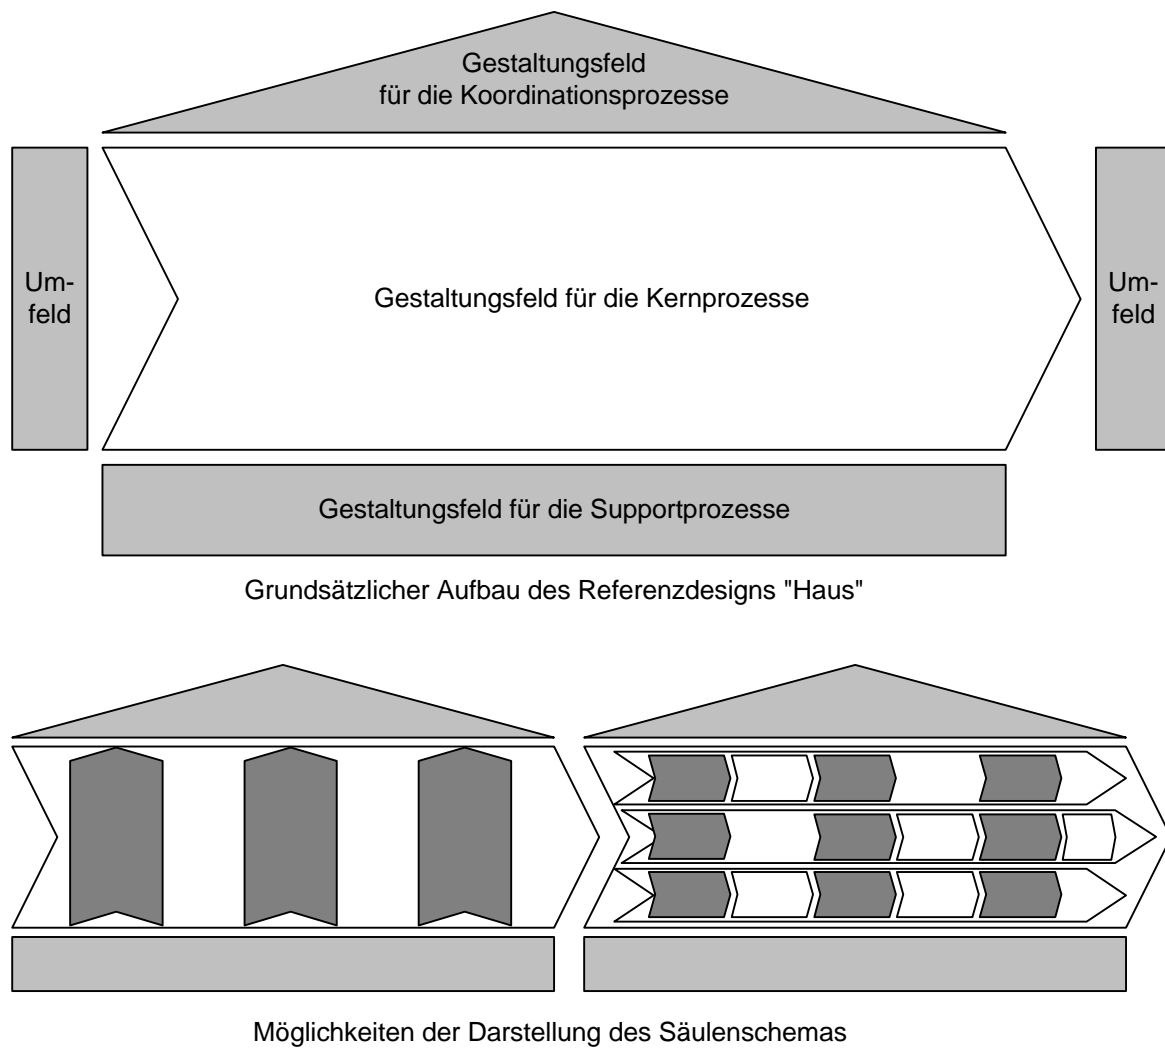 Gestaltungsfeld
für die Koordinationsprozesse
Um-
feld
Gestaltungsfeld für die Kernprozesse
Um-
feld
Gestaltungsfeld für die Supportprozesse
Grundsätzlicher Aufbau des Referenzdesigns "Haus"
Möglichkeiten der Darstellung des Säulenschemas